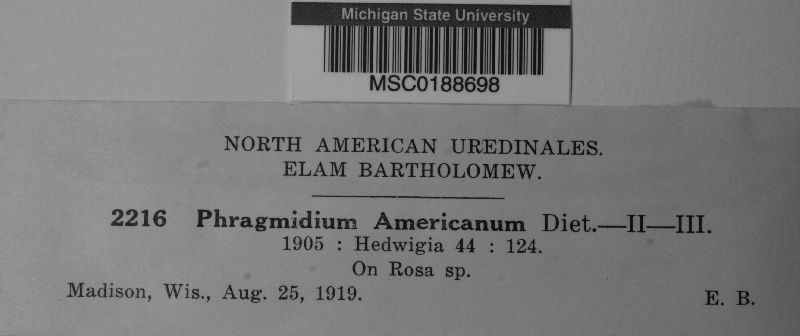 Michigan State University
MSC0188698
NORTH AMERICAN UREDINALES.
ELAM BARTHOLOMEW.
2216 Phragmidium Americanum Diet.—II—III.
1905 : Hedwigia 44 : 124.
On Rosa sp.
Madison, Wis., Aug. 25, 1919. E. B.